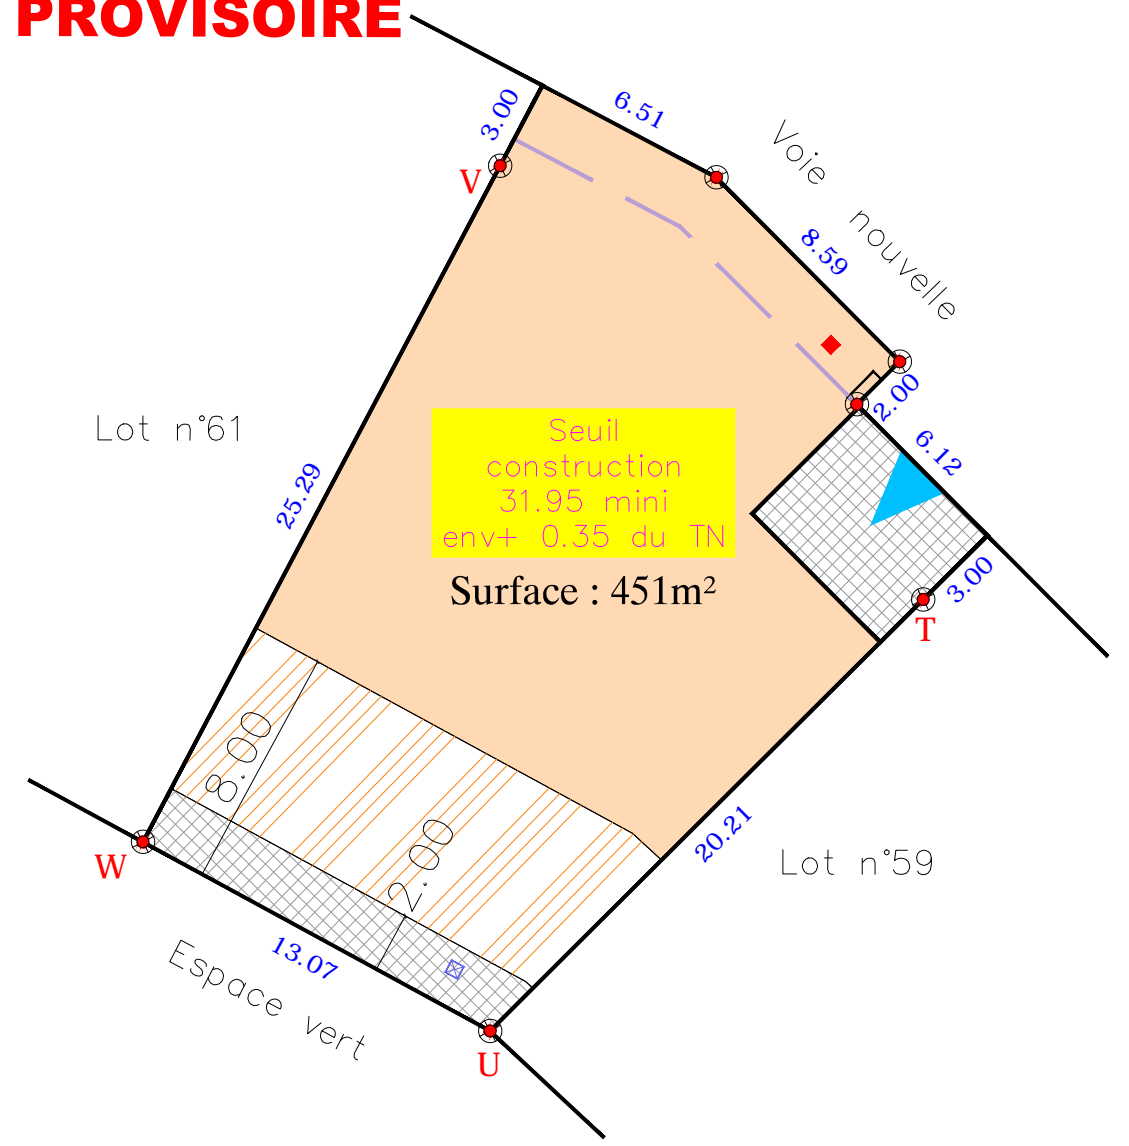 PROVISOIRE
3.00
6.51
Voie
nouvelle
V
8.59
2.00
6.12
Lot n°61
25.29
Seuil
construction
31.95 mini
env+ 0.35 du TN
Surface : 451m²
3.00
T
8.00
2.00
20.21
Lot n°59
W
13.07
Espace vert
U